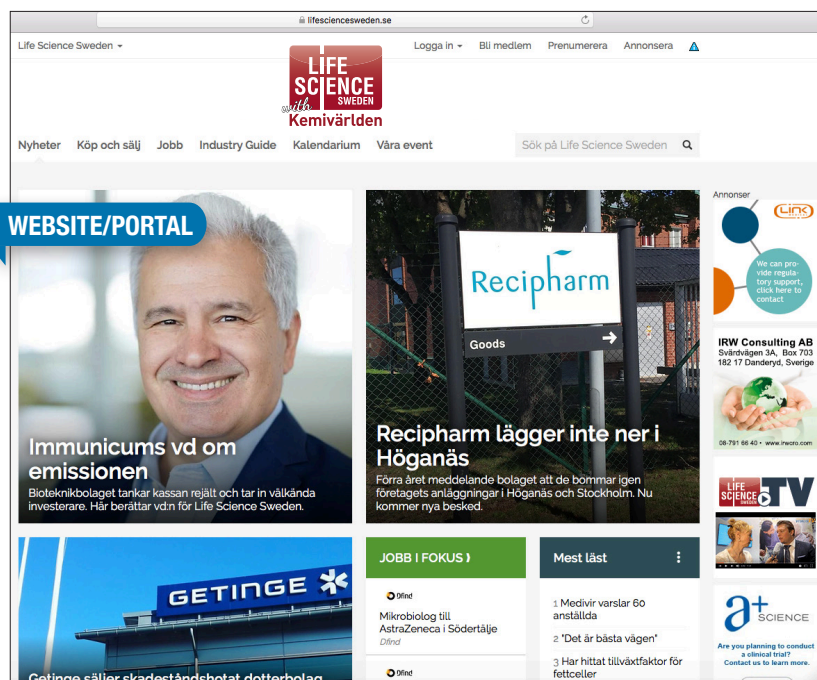 lifesciencesweden.se
Life Science Sweden
Logga in
Bli medlem
Prenumerera
Annonsera
LIFE
SCIENCE
SWEDEN
with
Kemivärlden
Nyheter
Köp och sälj
Jobb
Industry Guide
Kalendarium
Våra event
Sök på Life Science Sweden
WEBSITE/PORTAL
Immunicums vd om
emissionen
Bioteknikbolaget tankar kassan rejält och tar in välkända
investerare. Här berättar vd:n för Life Science Sweden.
Recipharm
Goods
Recipharm lägger inte ner i
Höganäs
Förra året meddelande bolaget att de bommar igen
företagets anläggningar i Höganäs och Stockholm. Nu
kommer nya besked.
Annonser
Link
We can pro-
vide regula-
tory support,
click here to
contact
IRW Consulting AB
Svärdvägen 3A, Box 703
182 17 Danderyd, Sverige
08-791 66 40 • www.irwcro.com
LIFE
SCIENCE
SWEDEN
TV
a+
SCIENCE
Are you planning to conduct
a clinical trial?
Contact us to learn more.
GETINGE
Getinge säljer skadeståndshotat dotterbolag
JOBB I FOKUS
Dfind
Mikrobiolog till
AstraZeneca i Södertälje
Dfind
Dfind
Mest läst
1 Medivir varslar 60
anställda
2 "Det är bästa vägen"
3 Har hittat tillväxtfaktor för
fettceller